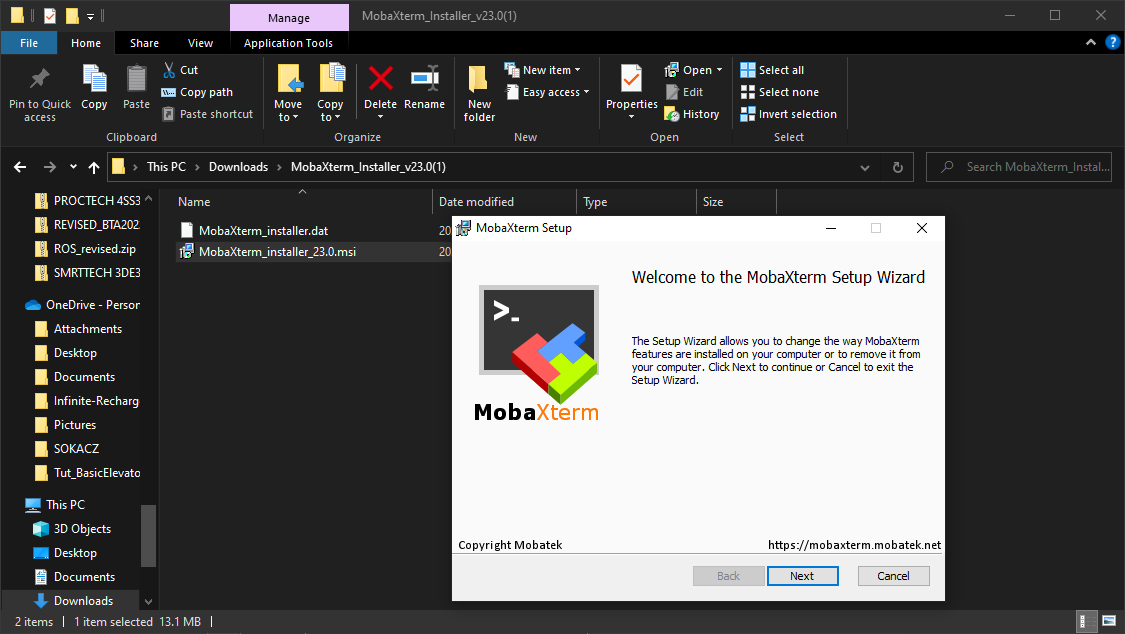 Manage
MobaXterm_Installer_v23.0(1)
File
Home
Share
View
Application Tools
Pin to Quick
access
Copy
Paste
Cut
Copy path
Paste shortcut
Clipboard
Move
to
Copy
to
Delete
Rename
Organize
New
folder
New item
Easy access
New
Properties
Open
Edit
History
Open
Select all
Select none
Invert selection
Select
This PC > Downloads > MobaXterm_Installer_v23.0(1)
Search MobaXterm_Instal...
PROCTECH 4SS3
REVISED_BTA202
ROS_revised.zip
SMRTTECH 3DE3
OneDrive - Person
Attachments
Desktop
Documents
Infinite-Recharg
Pictures
SOKACZ
Tut_BasicElevato
This PC
3D Objects
Desktop
Documents
Downloads
Name
Date modified
Type
Size
MobaXterm_installer.dat
20
MobaXterm_installer_23.0.msi
20
MobaXterm Setup
>_
MobaXterm
Welcome to the MobaXterm Setup Wizard
The Setup Wizard allows you to change the way MobaXterm
features are installed on your computer or to remove it from
your computer. Click Next to continue or Cancel to exit the
Setup Wizard.
Copyright Mobatek
https://mobaxterm.mobatek.net
Back
Next
Cancel
2 items
1 item selected 13.1 MB